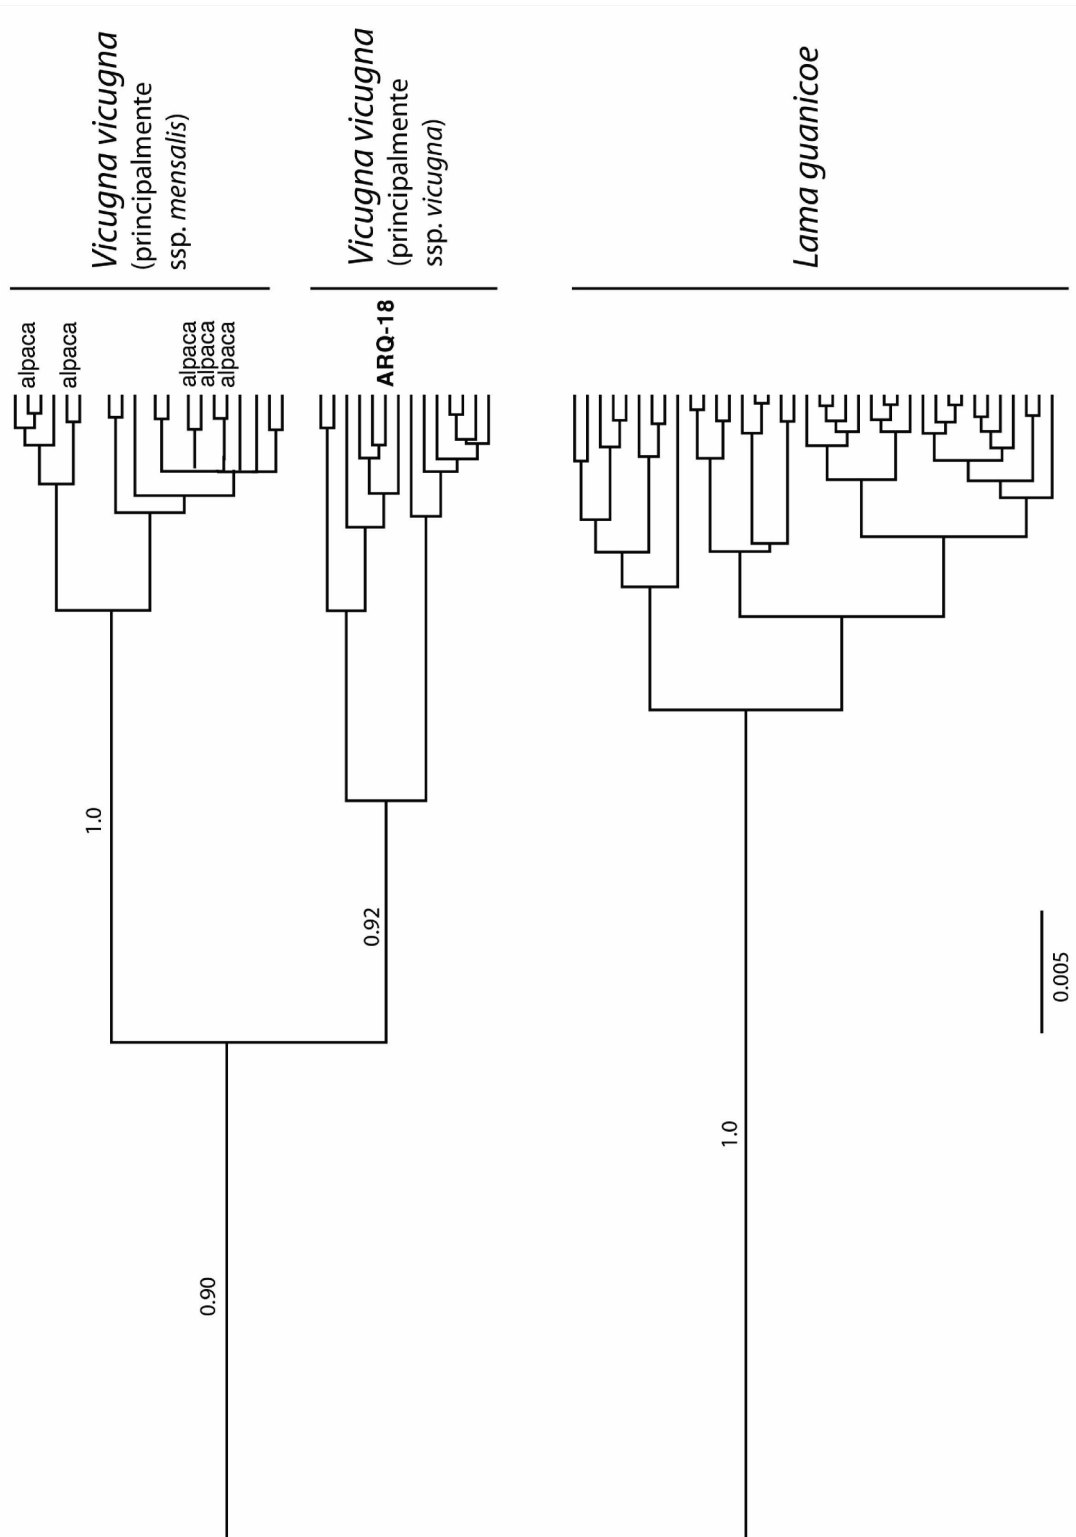 Vicugna vicugna
(principalmente
ssp. mensalis)
Vicugna vicugna
(principalmente
ssp. vicugna)
Lama guanicoe
alpaca
alpaca
alpaca
alpaca
alpaca
ARQ-18
1.0
0.92
0.90
1.0
0.005